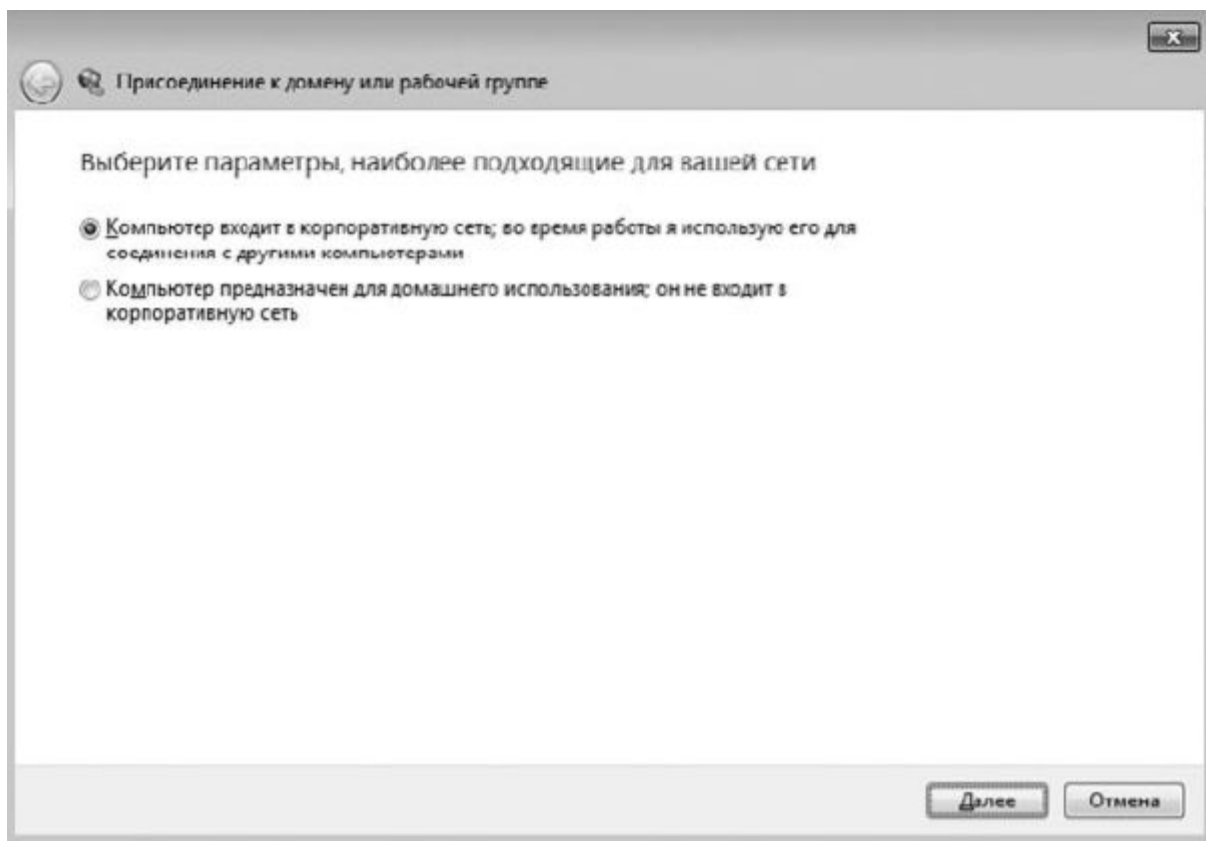 Присоединение к домену или рабочей группе
Выберите параметры, наиболее подходящие для вашей сети
Компьютер входит в корпоративную сеть; во время работы я использую его для
соединения с другими компьютерами
Компьютер предназначен для домашнего использования; он не входит в
корпоративную сеть
Далее
Отмена